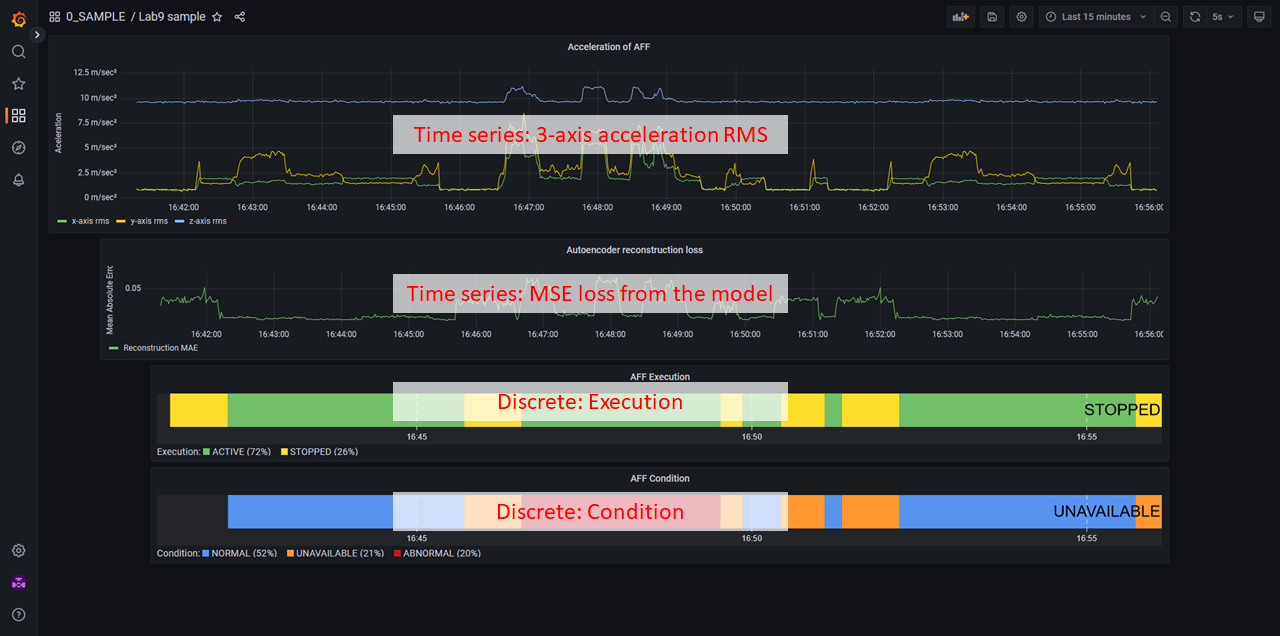 0_SAMPLE / Lab9 sample
Last 15 minutes
5s
Acceleration of AFF
Aceleration
12.5 m/sec²
10 m/sec²
7.5 m/sec²
5 m/sec²
2.5 m/sec²
0 m/sec²
Time series: 3-axis acceleration RMS
16:42:00 16:43:00 16:44:00 16:45:00 16:46:00 16:47:00 16:48:00 16:49:00 16:50:00 16:51:00 16:52:00 16:53:00 16:54:00 16:55:00 16:56:00
x-axis rms y-axis rms z-axis rms
Autoencoder reconstruction loss
Mean Absolute Errc
0.05
Time series: MSE loss from the model
16:42:00 16:43:00 16:44:00 16:45:00 16:46:00 16:47:00 16:48:00 16:49:00 16:50:00 16:51:00 16:52:00 16:53:00 16:54:00 16:55:00 16:56:00
Reconstruction MAE
AFF Execution
Discrete: Execution
STOPPED
16:45 16:50 16:55
Execution: ACTIVE (72%) STOPPED (26%)
AFF Condition
Discrete: Condition
UNAVAILABLE
16:45 16:50 16:55
Condition: NORMAL (52%) UNAVAILABLE (21%) ABNORMAL (20%)